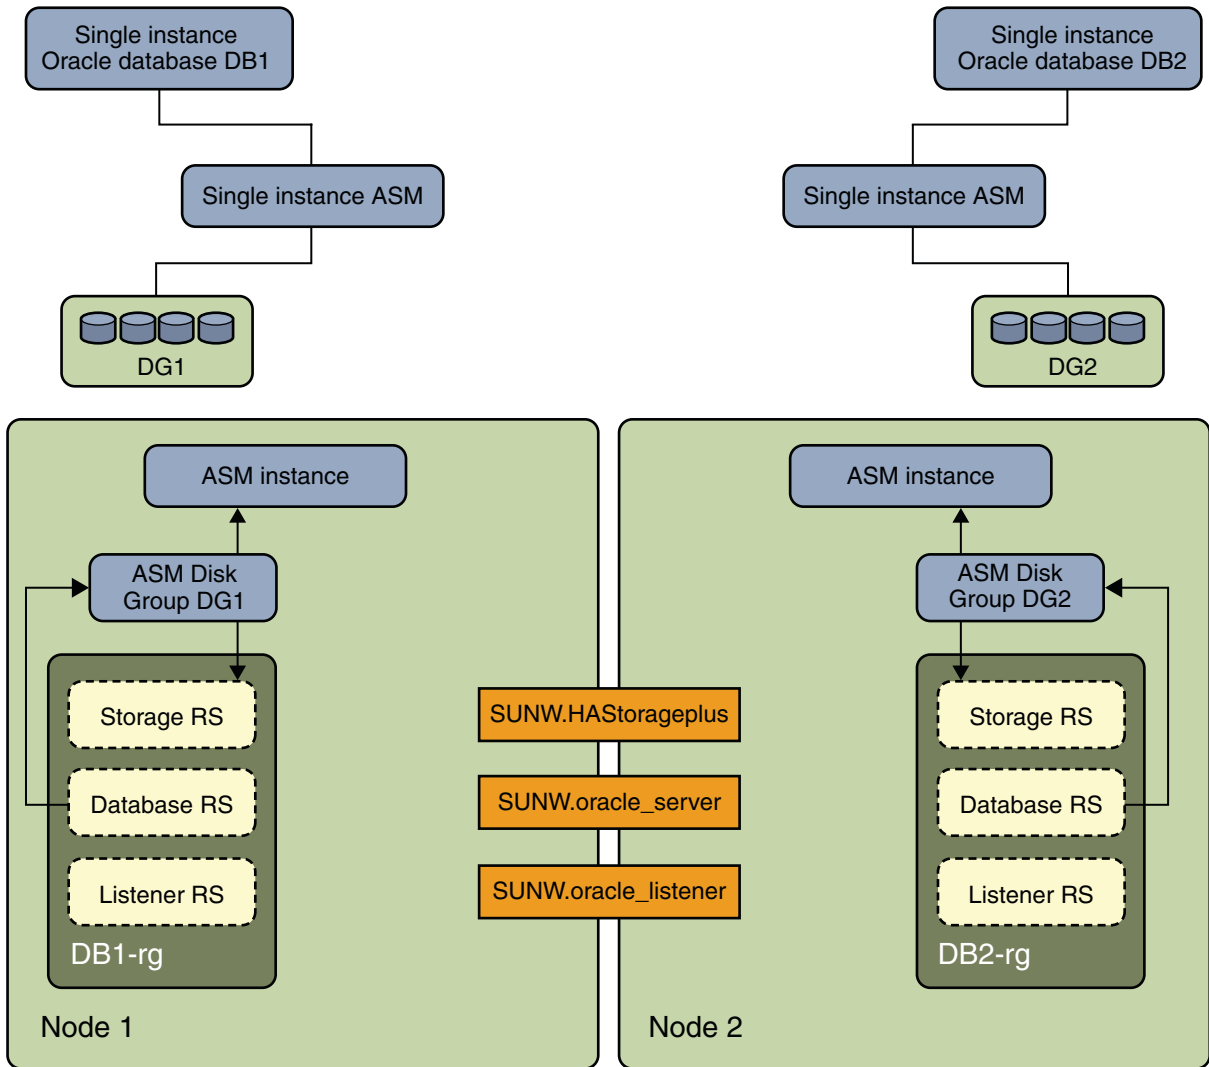 Single instance
Oracle database DB1
Single instance
Oracle database DB2
Single instance ASM
Single instance ASM
DG1
DG2
ASM instance
ASM instance
ASM Disk
Group DG1
ASM Disk
Group DG2
Storage RS
SUNW.HAStorageplus
Storage RS
Database RS
SUNW.oracle_server
Database RS
Listener RS
SUNW.oracle_listener
Listener RS
DB1-rg
DB2-rg
Node 1
Node 2